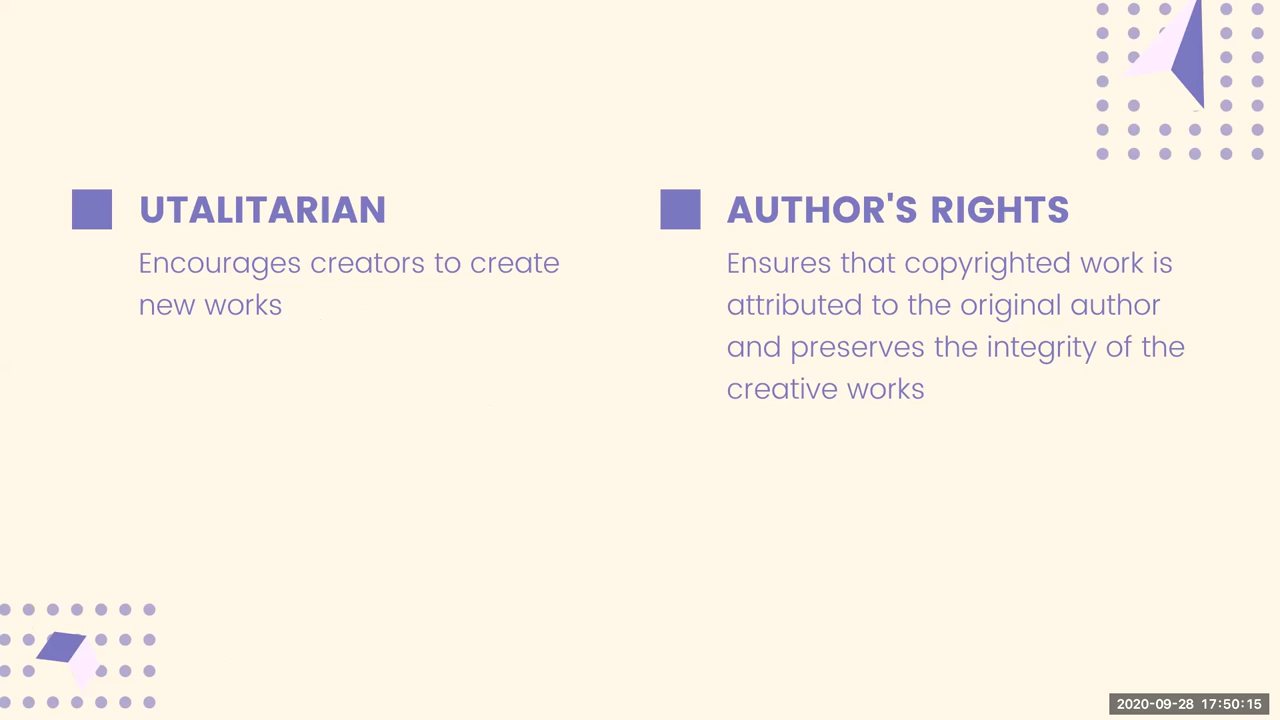 UTALITARIAN
Encourages creators to create
new works
AUTHOR'S RIGHTS
Ensures that copyrighted work is
attributed to the original author
and preserves the integrity of the
creative works
2020-09-28 17:50:15